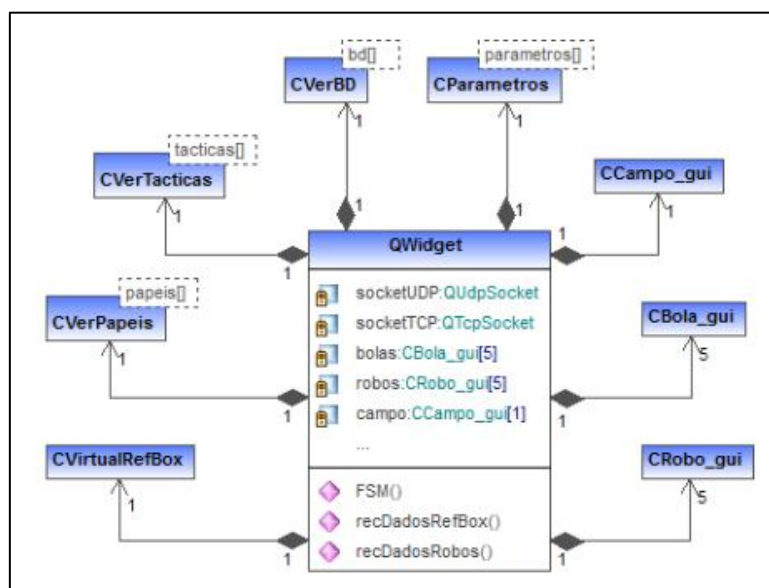 bd[]
parametros[]
CVerBD
CParametros
1
1
tacticas[]
CVerTacticas
CCampo_gui
1
1
1
1
1
1
QWidget
papeis[]
CVerPapeis
socketUDP:QUdpSocket
socketTCP:QTcpSocket
bolas:CBola_gui[5]
robos:CRobo_gui[5]
campo:CCampo_gui[1]
...
CBola_gui
1
5
1
1
CVirtualRefBox
CRobo_gui
1
5
FSM()
recDadosRefBox()
recDadosRobos()
1
1